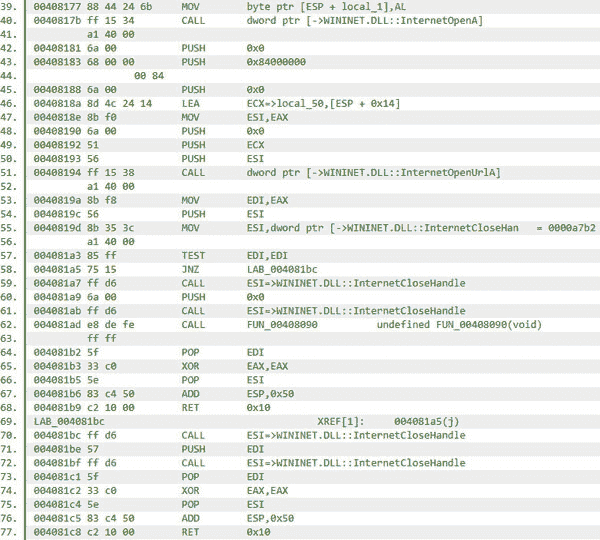 39. 00408177 88 44 24 6b MOV byte ptr [ESP + local_1],AL
40. 0040817b ff 15 34 CALL dword ptr [->WININET.DLL::InternetOpenA]
41. a1 40 00
42. 00408181 6a 00 PUSH 0x0
43. 00408183 68 00 00 PUSH 0x84000000
44. 00 84
45. 00408188 6a 00 PUSH 0x0
46. 0040818a 8d 4c 24 14 LEA ECX=>local_50,[ESP + 0x14]
47. 0040818e 8b f0 MOV ESI,EAX
48. 00408190 6a 00 PUSH 0x0
49. 00408192 51 PUSH ECX
50. 00408193 56 PUSH ESI
51. 00408194 ff 15 38 CALL dword ptr [->WININET.DLL::InternetOpenUrlA]
52. a1 40 00
53. 0040819a 8b f8 MOV EDI,EAX
54. 0040819c 56 PUSH ESI
55. 0040819d 8b 35 3c MOV ESI,dword ptr [->WININET.DLL::InternetCloseHan = 0000a7b2
56. a1 40 00
57. 004081a3 85 ff TEST EDI,EDI
58. 004081a5 75 15 JNZ LAB_004081bc
59. 004081a7 ff d6 CALL ESI=>WININET.DLL::InternetCloseHandle
60. 004081a9 6a 00 PUSH 0x0
61. 004081ab ff d6 CALL ESI=>WININET.DLL::InternetCloseHandle
62. 004081ad e8 de fe CALL FUN_00408090 undefined FUN_00408090(void)
63. ff ff
64. 004081b2 5f POP EDI
65. 004081b3 33 c0 XOR EAX,EAX
66. 004081b5 5e POP ESI
67. 004081b6 83 c4 50 ADD ESP,0x50
68. 004081b9 c2 10 00 RET 0x10
69. LAB_004081bc XREF[1]: 004081a5(j)
70. 004081bc ff d6 CALL ESI=>WININET.DLL::InternetCloseHandle
71. 004081be 57 PUSH EDI
72. 004081bf ff d6 CALL ESI=>WININET.DLL::InternetCloseHandle
73. 004081c1 5f POP EDI
74. 004081c2 33 c0 XOR EAX,EAX
75. 004081c4 5e POP ESI
76. 004081c5 83 c4 50 ADD ESP,0x50
77. 004081c8 c2 10 00 RET 0x10